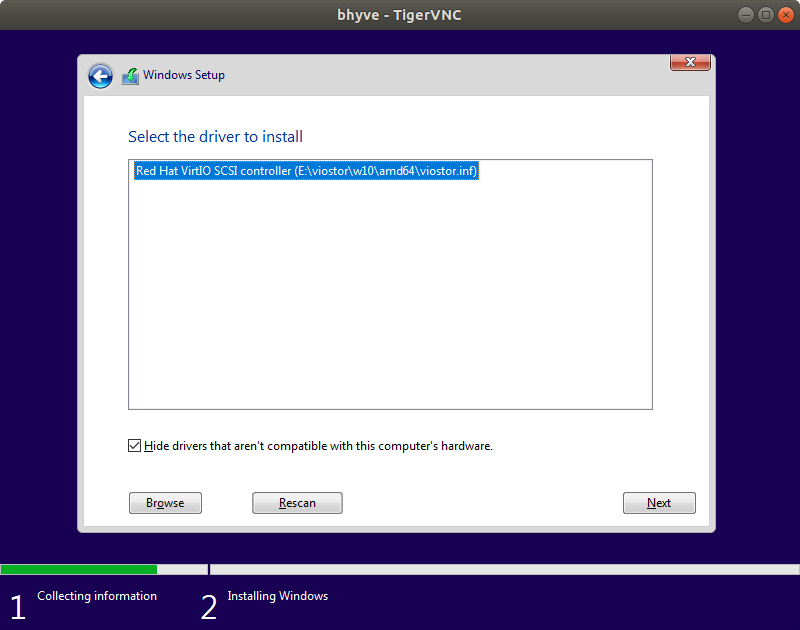 bhyve - TigerVNC
Windows Setup
Select the driver to install
Red Hat VirtIO SCSI controller (E:\viostor\w10\amd64\viostor.inf)
Hide drivers that aren't compatible with this computer's hardware.
Browse
Rescan
Next
1 Collecting information
2 Installing Windows